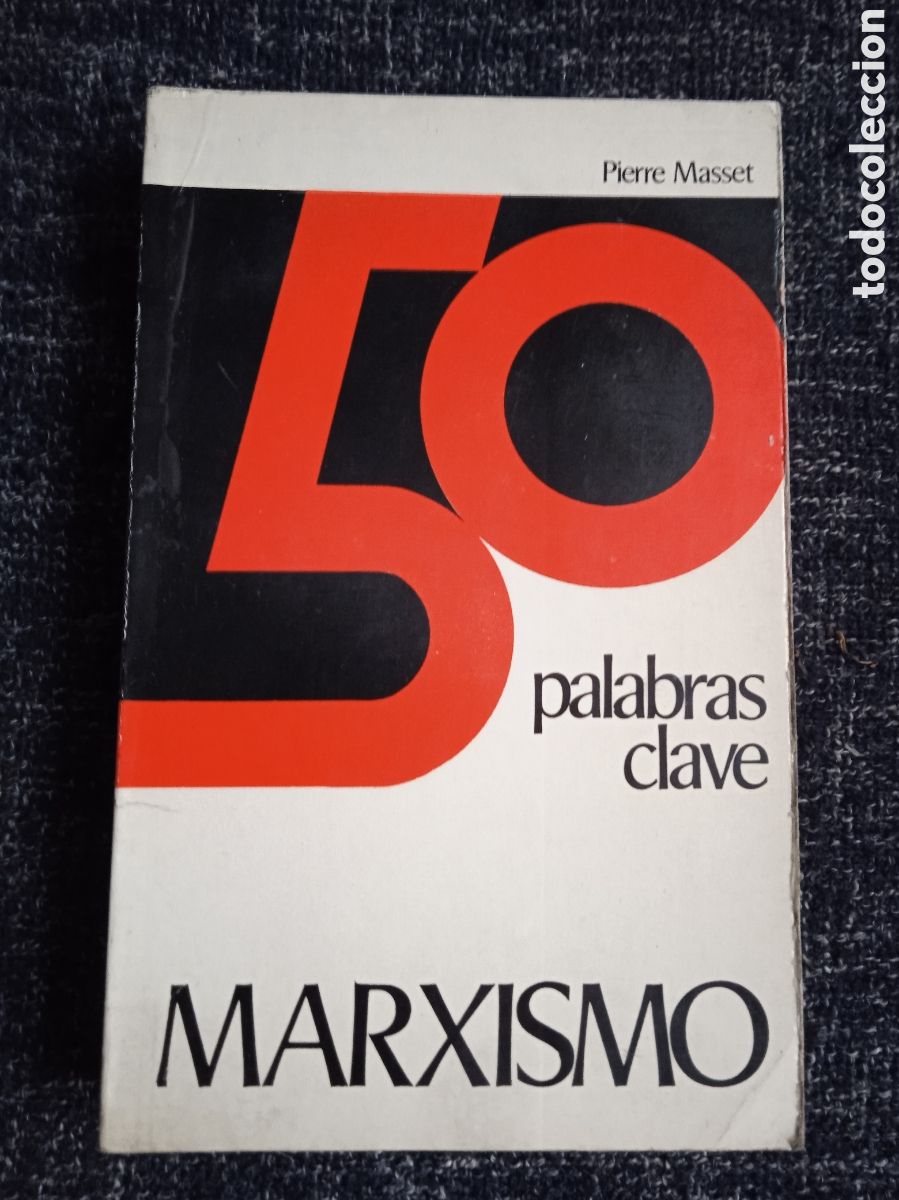 Pierre Masset
50
palabras
clave
MARXISMO
todocoleccion